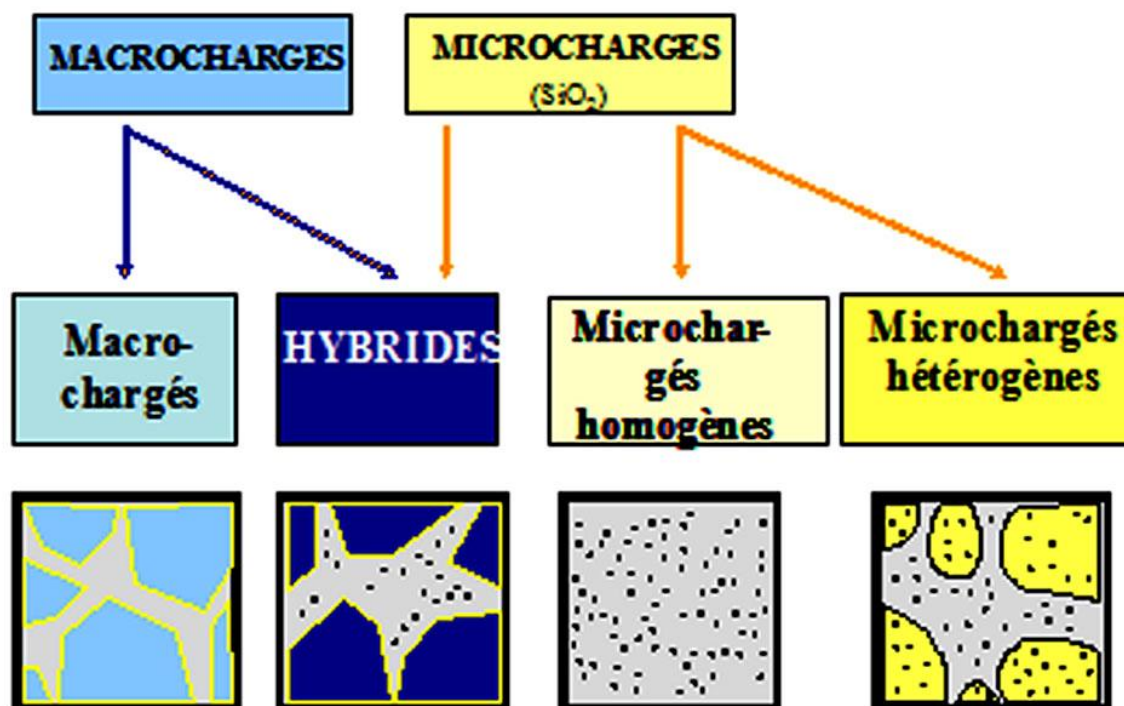 MACROCHARGES
MICROCHARGES
(SiO₂)
Macro-
chargés
HYBRIDES
Microchar-
gés
homogènes
Microchargés
hétérogènes